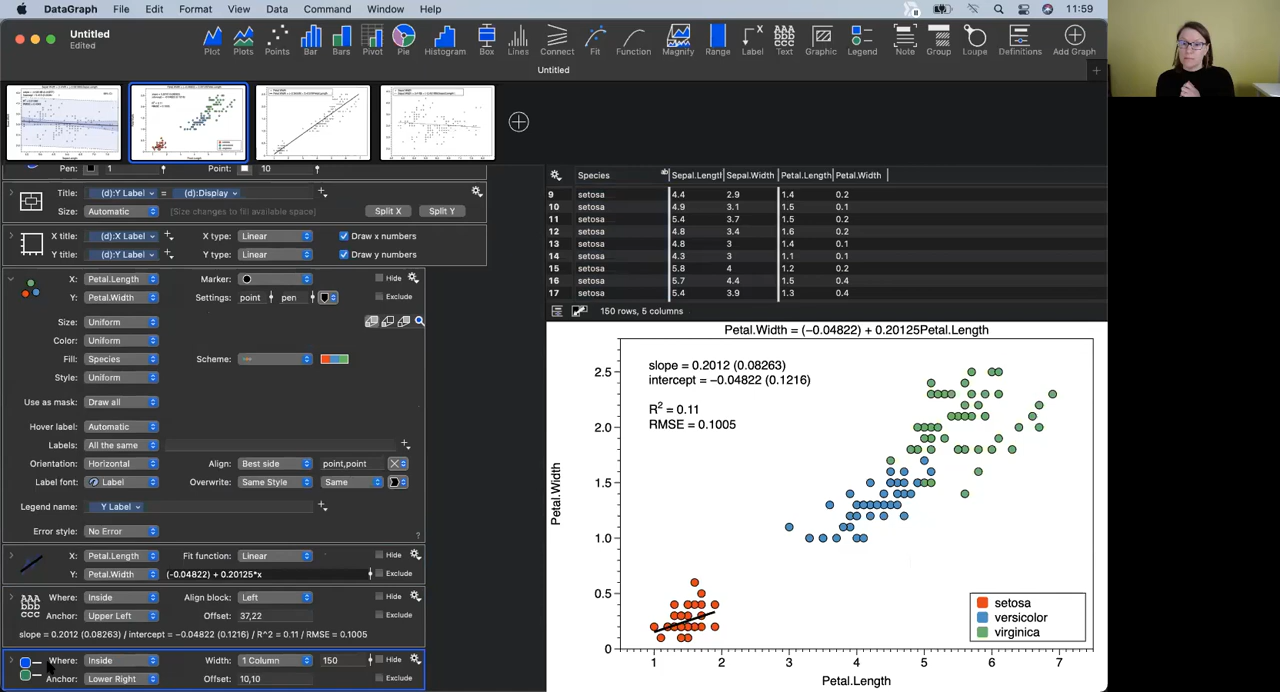 DataGraph File Edit Format View Data Command Window Help 11:59
Untitled
Edited
Plot Plots Points Bar Bars Pivot Pie Histogram Box Lines Connect Fit Function Magnify Range Label Text Graphic Legend Note Group Loupe Definitions Add Graph
Untitled
Pen: 1 Point: 10
Title: (d):Y Label = (d):Display
Size: Automatic [Size changes to fill available space] Split X Split Y
X title: (d):X Label X type: Linear Draw x numbers
Y title: (d):Y Label Y type: Linear Draw y numbers
X: Petal.Length Marker: Hide
Y: Petal.Width Settings: point pen Exclude
Size: Uniform
Color: Uniform
Fill: Species Scheme:
Style: Uniform
Use as mask: Draw all
Hover label: Automatic
Labels: All the same
Orientation: Horizontal Align: Best side point,point
Label font: Label Overwrite: Same Style Same
Legend name: Y Label
Error style: No Error ?
X: Petal.Length Fit function: Linear Hide
Y: Petal.Width (-0.04822) + 0.20125*x Exclude
Where: Inside Align block: Left Hide
Anchor: Upper Left Offset: 37,22 Exclude
slope = 0.2012 (0.08263) / intercept = −0.04822 (0.1216) / R^2 = 0.11 / RMSE = 0.1005
Where: Inside Width: 1 Column 150 Hide
Anchor: Lower Right Offset: 10,10 Exclude
Species Sepal.Lengtl Sepal.Width Petal.Lengtl Petal.Width
9 setosa 4.4 2.9 1.4 0.2
10 setosa 4.9 3.1 1.5 0.1
11 setosa 5.4 3.7 1.5 0.2
12 setosa 4.8 3.4 1.6 0.2
13 setosa 4.8 3 1.4 0.1
14 setosa 4.3 3 1.1 0.1
15 setosa 5.8 4 1.2 0.2
16 setosa 5.7 4.4 1.5 0.4
17 setosa 5.4 3.9 1.3 0.4
150 rows, 5 columns
Petal.Width = (−0.04822) + 0.20125Petal.Length
slope = 0.2012 (0.08263)
intercept = −0.04822 (0.1216)
R2 = 0.11
RMSE = 0.1005
2.5
2.0
1.5
1.0
0.5
0
Petal.Width
setosa
versicolor
virginica
1 2 3 4 5 6 7
Petal.Length